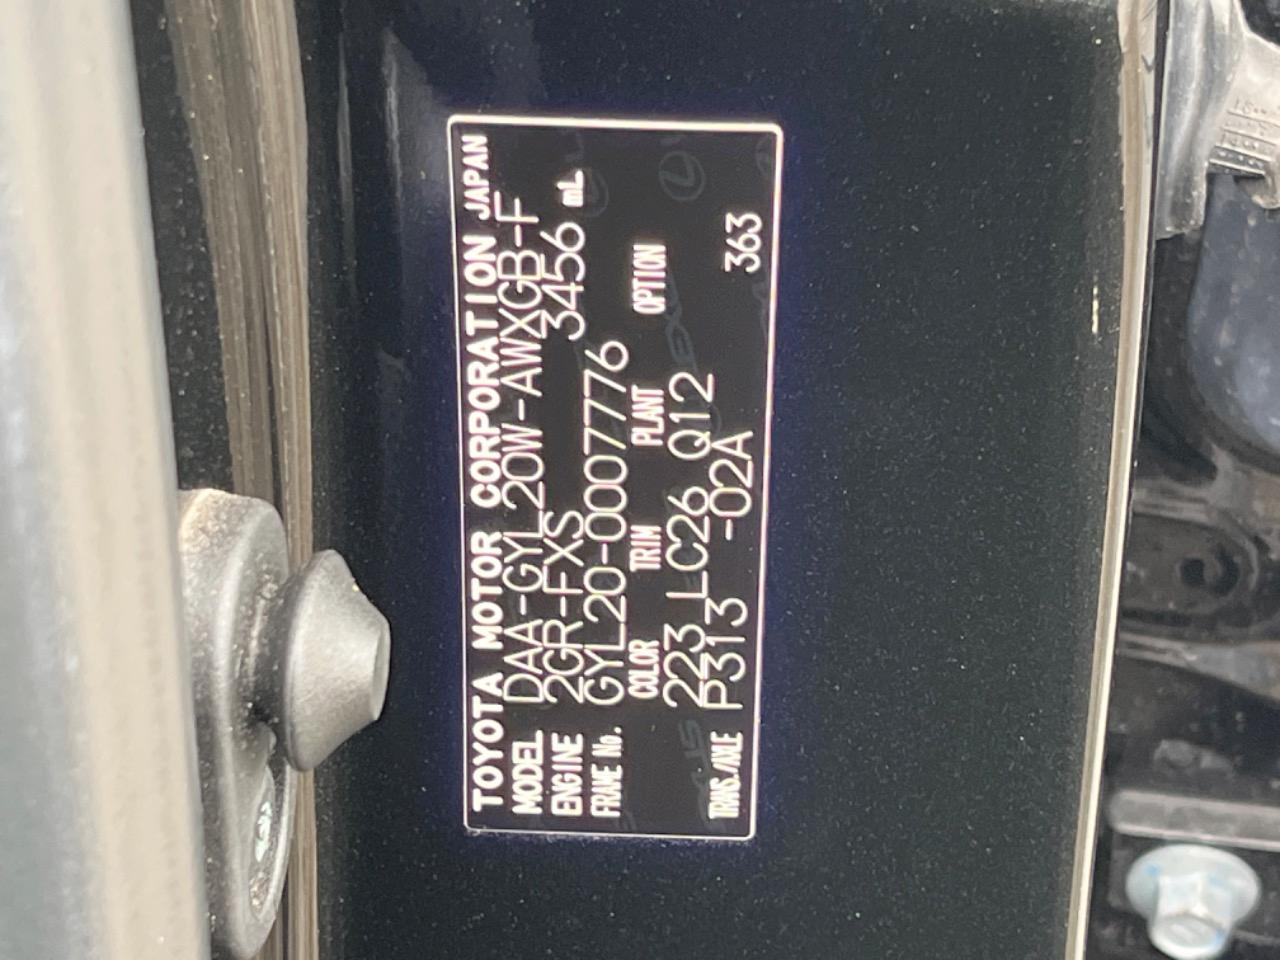 TOYOTA MOTOR CORPORATION JAPAN
MODEL DAA-GYL20W-AWXGB-F
ENGINE 2GR-FXS 3456 mL
FRAME No. GYL20-0007776
COLOR TRIM PLANT OPTION
223 LC26 Q12
TRANS./AXLE P313 -02A 363